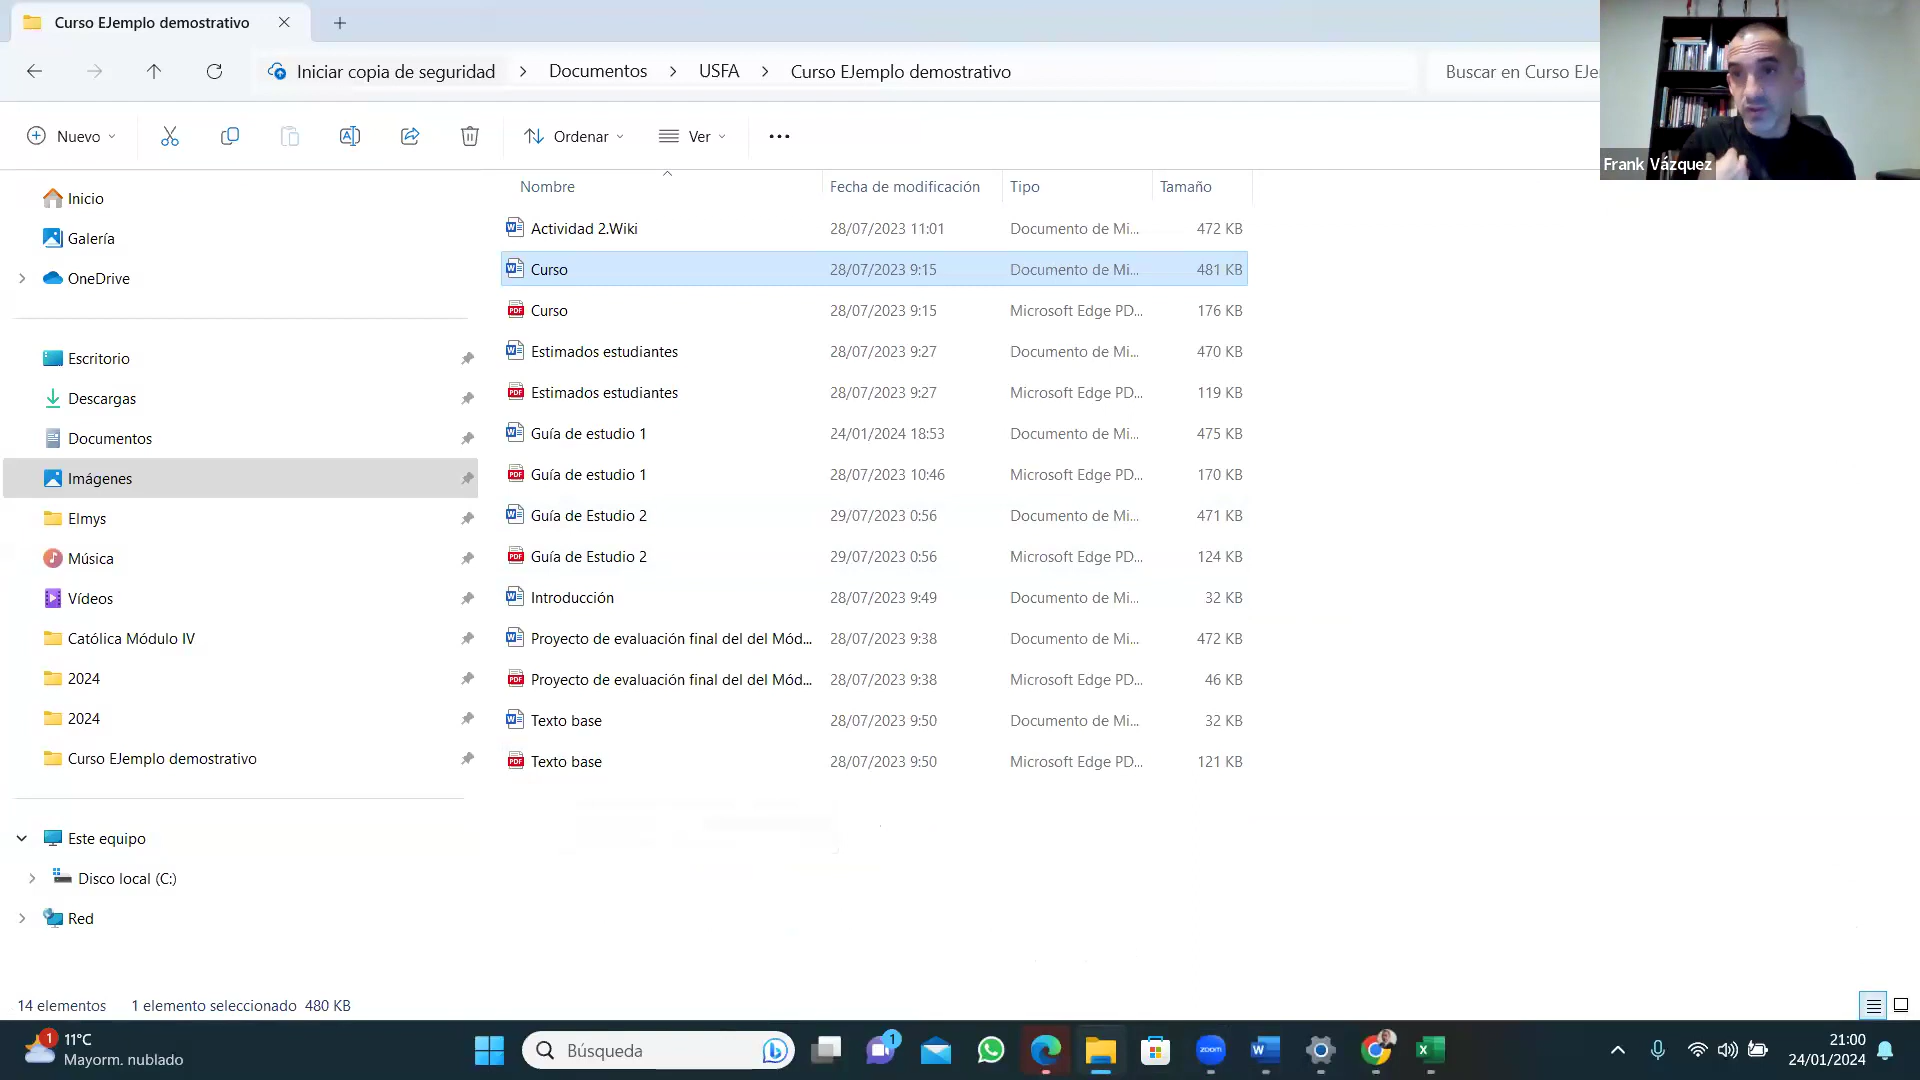 Curso EJemplo demostrativo
Iniciar copia de seguridad > Documentos > USFA > Curso EJemplo demostrativo
Buscar en Curso EJe
Frank Vázquez
Nuevo
Ordenar
Ver
Nombre Fecha de modificación Tipo Tamaño
Inicio
Galería
OneDrive
Escritorio
Descargas
Documentos
Imágenes
Elmys
Música
Vídeos
Católica Módulo IV
2024
2024
Curso EJemplo demostrativo
Este equipo
Disco local (C:)
Red
Actividad 2.Wiki 28/07/2023 11:01 Documento de Mi... 472 KB
Curso 28/07/2023 9:15 Documento de Mi... 481 KB
Curso 28/07/2023 9:15 Microsoft Edge PD... 176 KB
Estimados estudiantes 28/07/2023 9:27 Documento de Mi... 470 KB
Estimados estudiantes 28/07/2023 9:27 Microsoft Edge PD... 119 KB
Guía de estudio 1 24/01/2024 18:53 Documento de Mi... 475 KB
Guía de estudio 1 28/07/2023 10:46 Microsoft Edge PD... 170 KB
Guía de Estudio 2 29/07/2023 0:56 Documento de Mi... 471 KB
Guía de Estudio 2 29/07/2023 0:56 Microsoft Edge PD... 124 KB
Introducción 28/07/2023 9:49 Documento de Mi... 32 KB
Proyecto de evaluación final del del Mód... 28/07/2023 9:38 Documento de Mi... 472 KB
Proyecto de evaluación final del del Mód... 28/07/2023 9:38 Microsoft Edge PD... 46 KB
Texto base 28/07/2023 9:50 Documento de Mi... 32 KB
Texto base 28/07/2023 9:50 Microsoft Edge PD... 121 KB
14 elementos 1 elemento seleccionado 480 KB
1
11°C
Mayorm. nublado
Búsqueda
1
zoom
21:00
24/01/2024